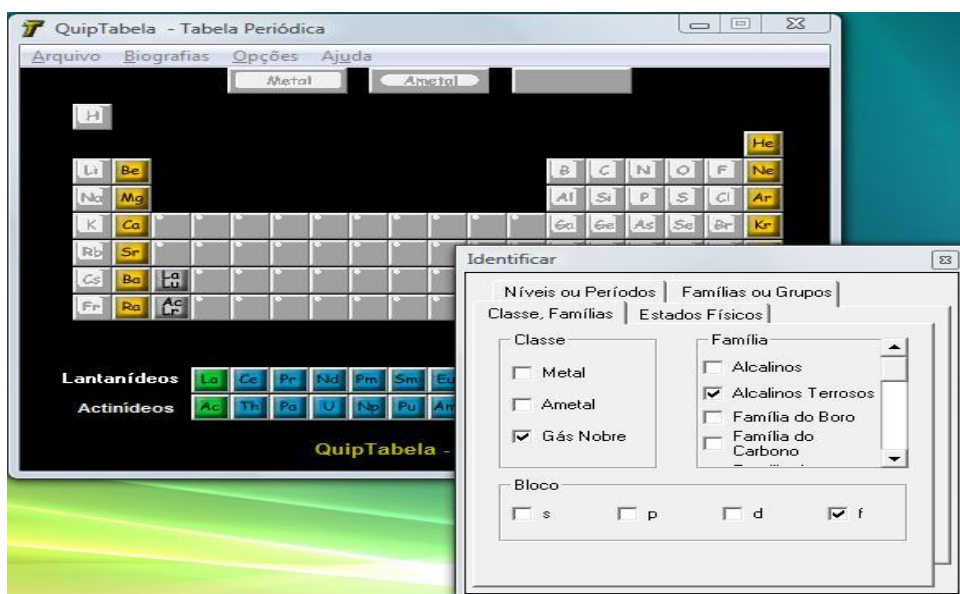 QuipTabela - Tabela Periódica
Arquivo Biografias Opções Ajuda
Metal Ametal
H
He
Li Be B C N O F Ne
Na Mg Al Si P S Cl Ar
K Ca Ga Ge As Se Br Kr
Rb Sr
Cs Ba La Lu
Fr Ra Ac Lr
Lantanídeos La Ce Pr Nd Pm Sm Eu
Actinídeos Ac Th Pa U Np Pu Am
QuipTabela -
Identificar
Níveis ou Períodos Famílias ou Grupos
Classe, Famílias Estados Físicos
Classe
Metal
Ametal
Gás Nobre
Família
Alcalinos
Alcalinos Terrosos
Família do Boro
Família do
Carbono
Bloco
s p d f